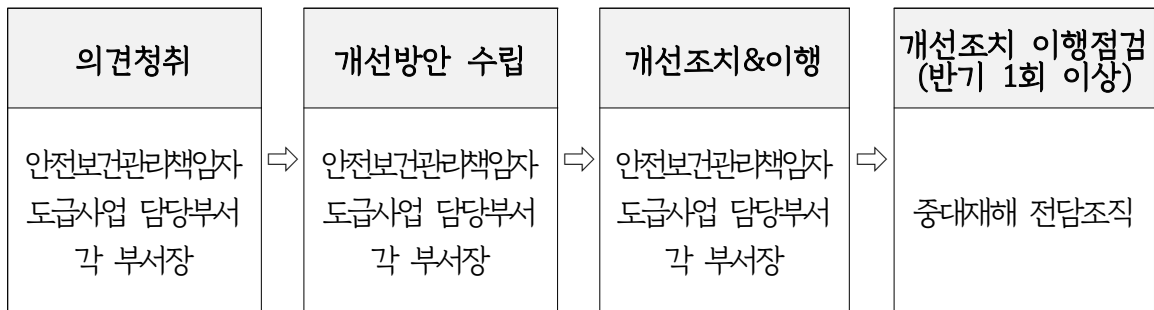 의견청취
안전보건관리책임자
도급사업 담당부서
각 부서장
⇨
개선방안 수립
안전보건관리책임자
도급사업 담당부서
각 부서장
⇨
개선조치&이행
안전보건관리책임자
도급사업 담당부서
각 부서장
⇨
개선조치 이행점검
(반기 1회 이상)
중대재해 전담조직